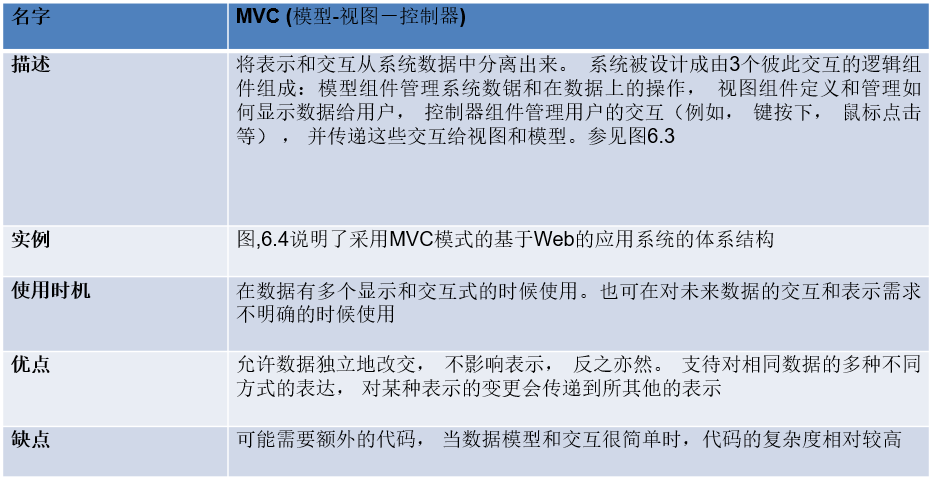 名字 MVC (模型-视图－控制器)
描述 将表示和交互从系统数据中分离出来。 系统被设计成由3个彼此交互的逻辑组
件组成：模型组件管理系统数锯和在数据上的操作， 视图组件定义和管理如
何显示数据给用户， 控制器组件管理用户的交互（例如， 键按下， 鼠标点击
等） ， 并传递这些交互给视图和模型。参见图6.3
实例 图,6.4说明了采用MVC模式的基于Web的应用系统的体系结构
使用时机 在数据有多个显示和交互式的时候使用。也可在对未来数据的交互和表示需求
不明确的时候使用
优点 允许数据独立地改交， 不影响表示， 反之亦然。 支待对相同数据的多种不同
方式的表达， 对某种表示的变更会传递到所其他的表示
缺点 可能需要额外的代码， 当数据模型和交互很简单时，代码的复杂度相对较高